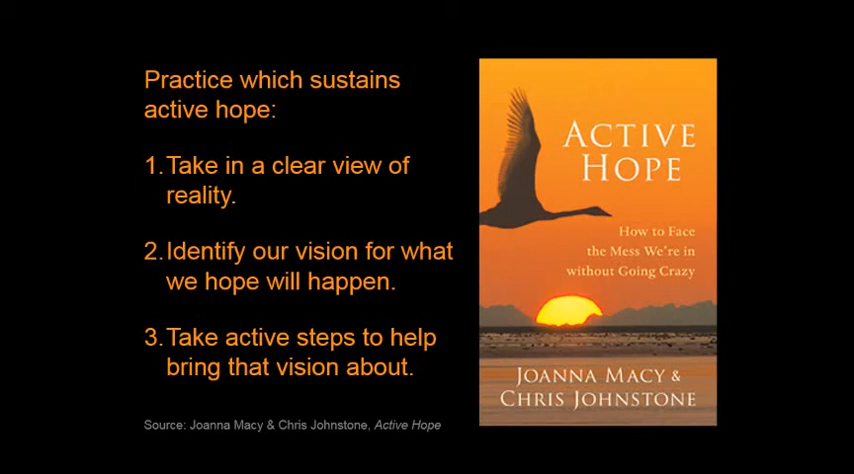 Practice which sustains
active hope:
1. Take in a clear view of
reality.
2. Identify our vision for what
we hope will happen.
3. Take active steps to help
bring that vision about.
Source: Joanna Macy & Chris Johnstone, Active Hope
ACTIVE
HOPE
How to Face
the Mess We're in
without Going Crazy
JOANNA MACY &
CHRIS JOHNSTONE